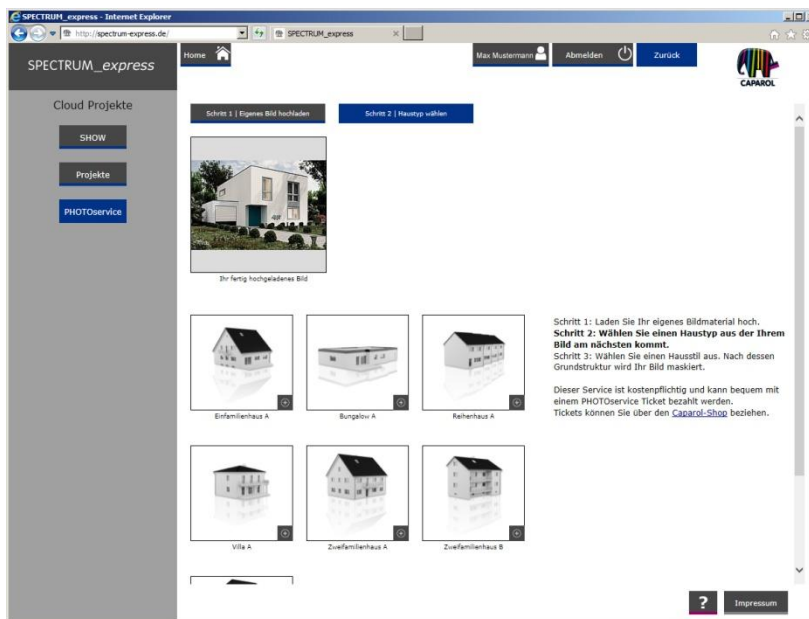 SPECTRUM_express - Internet Explorer
http://spectrum-express.de/
SPECTRUM_express
SPECTRUM_express
Home
Max Mustermann
Abmelden
Zurück
CAPAROL
Cloud Projekte
SHOW
Projekte
PHOTOservice
Schritt 1 | Eigenes Bild hochladen
Schritt 2 | Haustyp wählen
Ihr fertig hochgeladenes Bild
Einfamilienhaus A
Bungalow A
Reihenhaus A
Villa A
Zweifamilienhaus A
Zweifamilienhaus B
Schritt 1: Laden Sie Ihr eigenes Bildmaterial hoch.
Schritt 2: Wählen Sie einen Haustyp aus der Ihrem
Bild am nächsten kommt.
Schritt 3: Wählen Sie einen Hausstil aus. Nach dessen
Grundstruktur wird Ihr Bild maskiert.
Dieser Service ist kostenpflichtig und kann bequem mit
einem PHOTOservice Ticket bezahlt werden.
Tickets können Sie über den Caparol-Shop beziehen.
?
Impressum